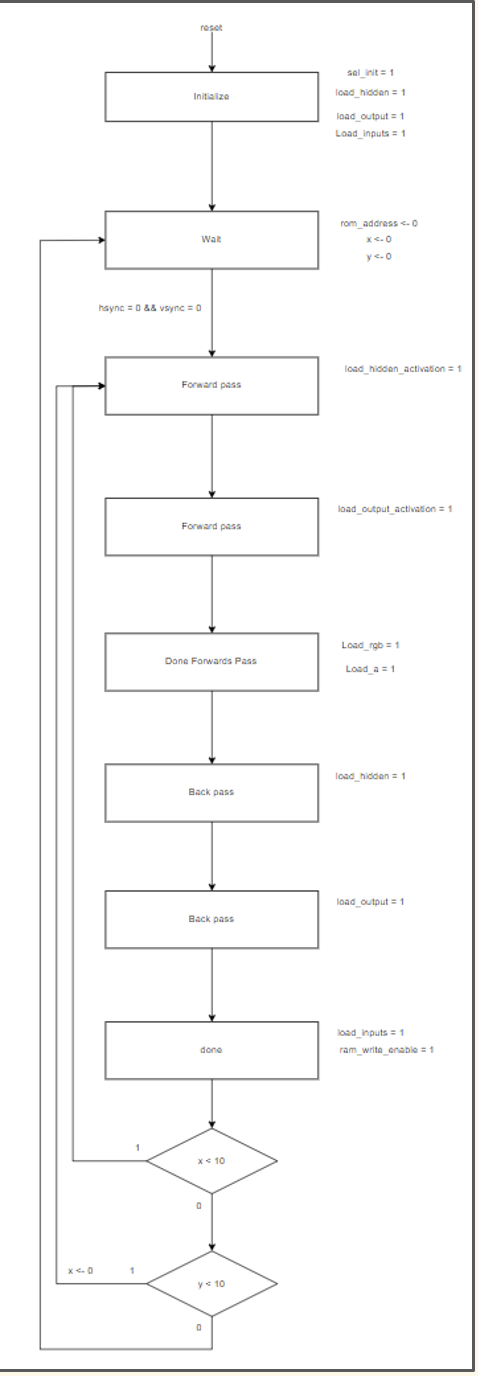 reset
Initialize
sel_init = 1
load_hidden = 1
load_output = 1
Load_inputs = 1
Wait
rom_address <- 0
x <- 0
y <- 0
hsync = 0 && vsync = 0
Forward pass
load_hidden_activation = 1
Forward pass
load_output_activation = 1
Done Forwards Pass
Load_rgb = 1
Load_a = 1
Back pass
load_hidden = 1
Back pass
load_output = 1
done
load_inputs = 1
ram_write_enable = 1
1
x < 10
0
x <- 0
1
y < 10
0